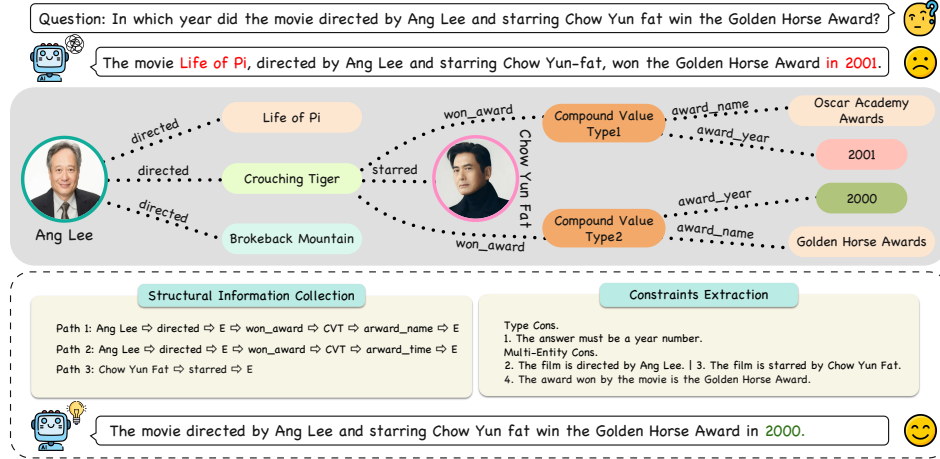 Question: In which year did the movie directed by Ang Lee and starring Chow Yun fat win the Golden Horse Award?
The movie Life of Pi, directed by Ang Lee and starring Chow Yun-fat, won the Golden Horse Award in 2001.
directed
Life of Pi
won_award
Compound Value
Type1
award_name
Oscar Academy
Awards
award_year
2001
directed
Crouching Tiger
starred
Chow Yun Fat
Ang Lee
directed
Brokeback Mountain
won_award
Compound Value
Type2
award_year
2000
award_name
Golden Horse Awards
Structural Information Collection
Path 1: Ang Lee ⇨ directed ⇨ E ⇨ won_award ⇨ CVT ⇨ arward_name ⇨ E
Path 2: Ang Lee ⇨ directed ⇨ E ⇨ won_award ⇨ CVT ⇨ arward_time ⇨ E
Path 3: Chow Yun Fat ⇨ starred ⇨ E
Constraints Extraction
Type Cons.
1. The answer must be a year number.
Multi-Entity Cons.
2. The film is directed by Ang Lee. | 3. The film is starred by Chow Yun Fat.
4. The award won by the movie is the Golden Horse Award.
The movie directed by Ang Lee and starring Chow Yun fat win the Golden Horse Award in 2000.